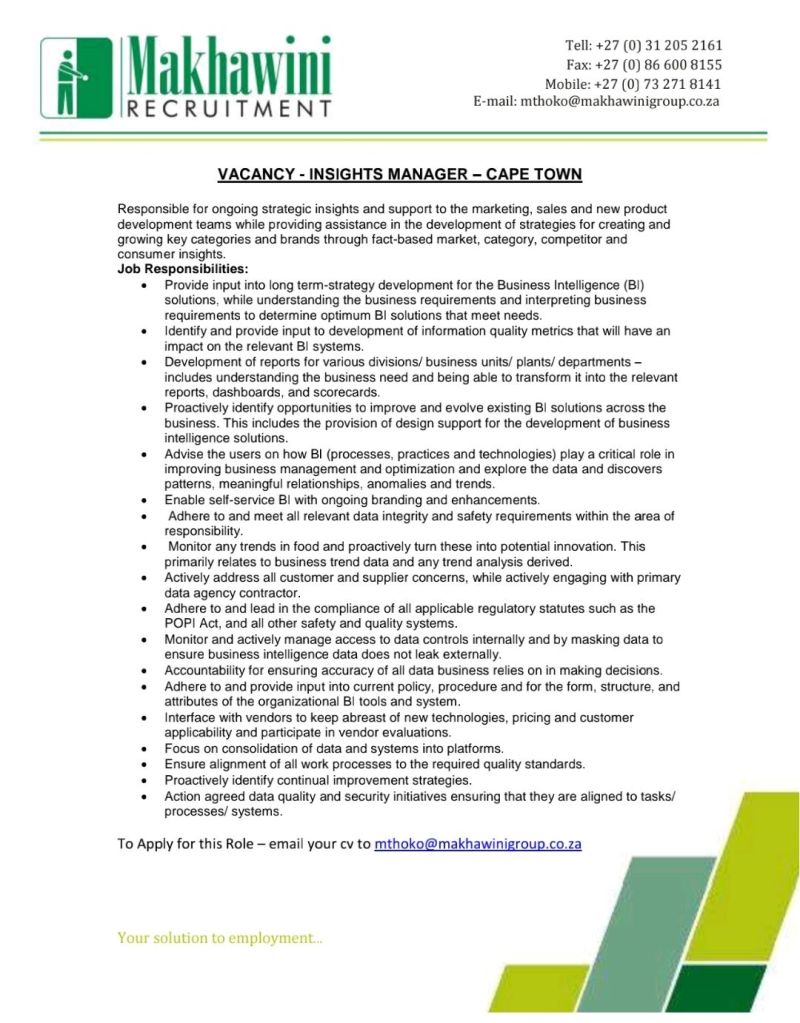 Makhawini
RECRUITMENT
Tell: +27 (0) 31 205 2161
Fax: +27 (0) 86 600 8155
Mobile: +27 (0) 73 271 8141
E-mail: mthoko@makhawinigroup.co.za
VACANCY - INSIGHTS MANAGER – CAPE TOWN
Responsible for ongoing strategic insights and support to the marketing, sales and new product
development teams while providing assistance in the development of strategies for creating and
growing key categories and brands through fact-based market, category, competitor and
consumer insights.
Job Responsibilities:
• Provide input into long term-strategy development for the Business Intelligence (BI)
solutions, while understanding the business requirements and interpreting business
requirements to determine optimum BI solutions that meet needs.
• Identify and provide input to development of information quality metrics that will have an
impact on the relevant BI systems.
• Development of reports for various divisions/ business units/ plants/ departments –
includes understanding the business need and being able to transform it into the relevant
reports, dashboards, and scorecards.
• Proactively identify opportunities to improve and evolve existing BI solutions across the
business. This includes the provision of design support for the development of business
intelligence solutions.
• Advise the users on how BI (processes, practices and technologies) play a critical role in
improving business management and optimization and explore the data and discovers
patterns, meaningful relationships, anomalies and trends.
• Enable self-service BI with ongoing branding and enhancements.
• Adhere to and meet all relevant data integrity and safety requirements within the area of
responsibility.
• Monitor any trends in food and proactively turn these into potential innovation. This
primarily relates to business trend data and any trend analysis derived.
• Actively address all customer and supplier concerns, while actively engaging with primary
data agency contractor.
• Adhere to and lead in the compliance of all applicable regulatory statutes such as the
POPI Act, and all other safety and quality systems.
• Monitor and actively manage access to data controls internally and by masking data to
ensure business intelligence data does not leak externally.
• Accountability for ensuring accuracy of all data business relies on in making decisions.
• Adhere to and provide input into current policy, procedure and for the form, structure, and
attributes of the organizational BI tools and system.
• Interface with vendors to keep abreast of new technologies, pricing and customer
applicability and participate in vendor evaluations.
• Focus on consolidation of data and systems into platforms.
• Ensure alignment of all work processes to the required quality standards.
• Proactively identify continual improvement strategies.
• Action agreed data quality and security initiatives ensuring that they are aligned to tasks/
processes/ systems.
To Apply for this Role – email your cv to mthoko@makhawinigroup.co.za
Your solution to employment...